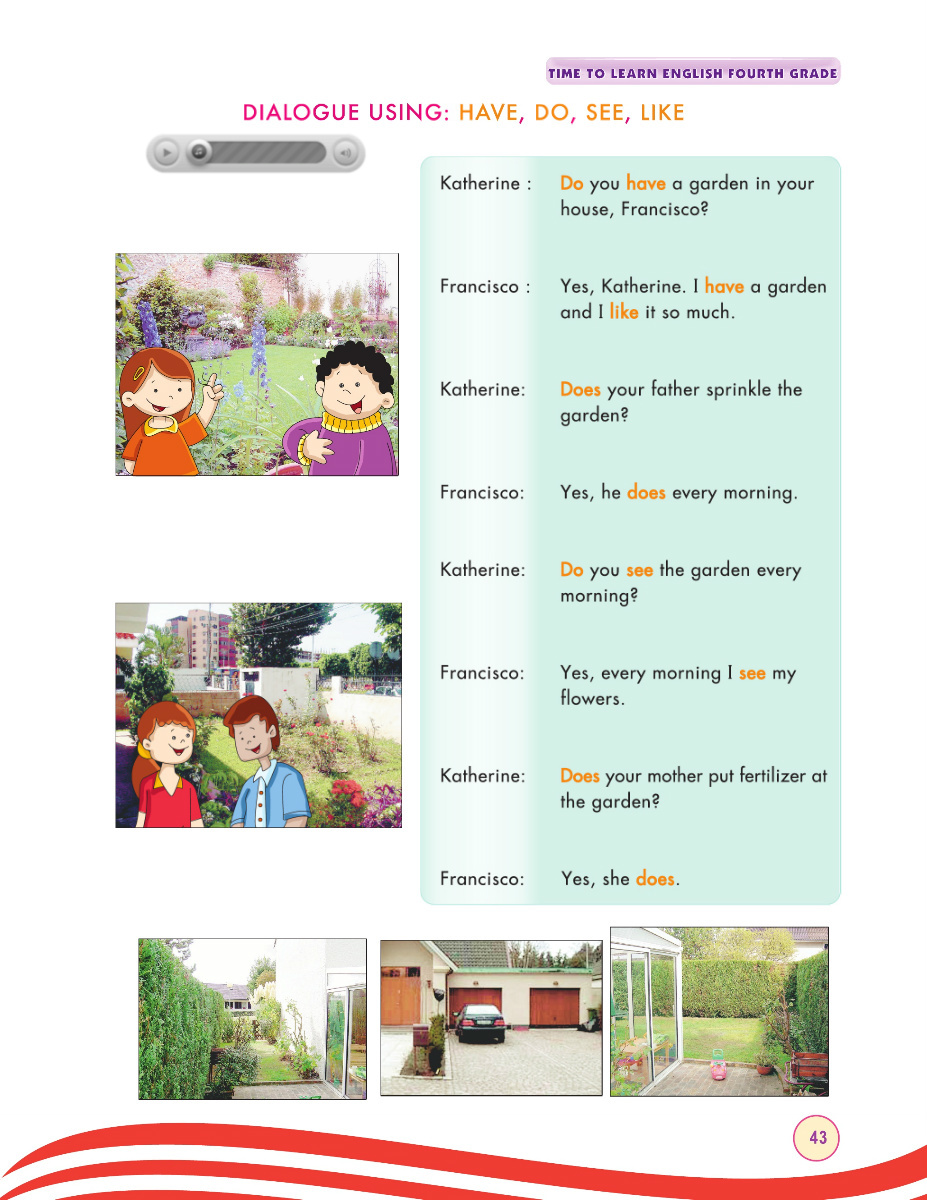 TIME TO LEARN ENGLISH FOURTH GRADE
DIALOGUE USING: HAVE, DO, SEE, LIKE
Katherine : Do you have a garden in your
house, Francisco?
Francisco : Yes, Katherine. I have a garden
and I like it so much.
Katherine: Does your father sprinkle the
garden?
Francisco: Yes, he does every morning.
Katherine: Do you see the garden every
morning?
Francisco: Yes, every morning I see my
flowers.
Katherine: Does your mother put fertilizer at
the garden?
Francisco: Yes, she does.
43